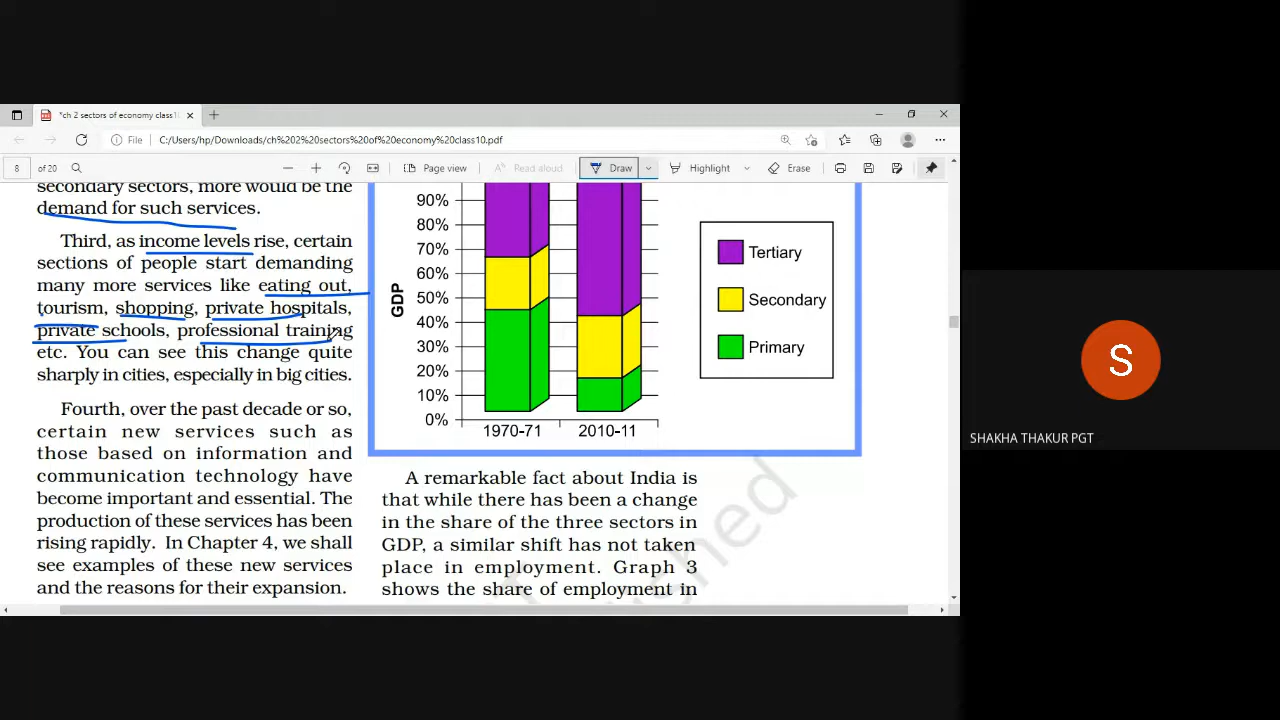 *ch 2 sectors of economy class1
File
C:/Users/hp/Downloads/ch%202%20sectors%20of%20economy%20class10.pdf
8 of 20
Page view
Read aloud
Draw
Highlight
Erase
secondary sectors, more would be the
demand for such services.
Third, as income levels rise, certain
sections of people start demanding
many more services like eating out,
tourism, shopping, private hospitals,
private schools, professional training
etc. You can see this change quite
sharply in cities, especially in big cities.
Fourth, over the past decade or so,
certain new services such as
those based on information and
communication technology have
become important and essential. The
production of these services has been
rising rapidly. In Chapter 4, we shall
see examples of these new services
and the reasons for their expansion.
GDP
90%
80%
70%
60%
50%
40%
30%
20%
10%
0%
1970-71
2010-11
Tertiary
Secondary
Primary
A remarkable fact about India is
that while there has been a change
in the share of the three sectors in
GDP, a similar shift has not taken
place in employment. Graph 3
shows the share of employment in
S
SHAKHA THAKUR PGT